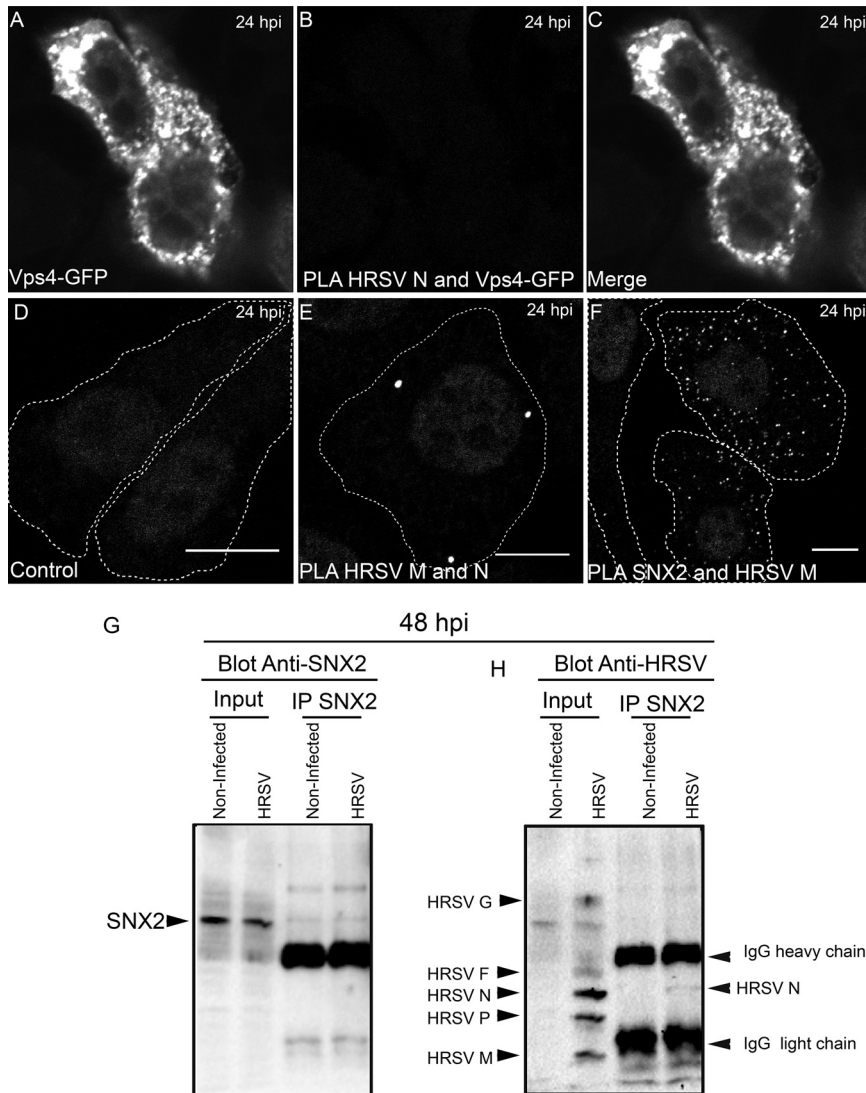 A
24 hpi
Vps4-GFP
B
24 hpi
PLA HRSV N and Vps4-GFP
C
24 hpi
Merge
D
24 hpi
Control
E
24 hpi
PLA HRSV M and N
F
24 hpi
PLA SNX2 and HRSV M
48 hpi
G
Blot Anti-SNX2
Input
IP SNX2
Non-Infected
HRSV
Non-Infected
HRSV
SNX2
H
Blot Anti-HRSV
Input
IP SNX2
Non-Infected
HRSV
Non-Infected
HRSV
HRSV G
HRSV F
HRSV N
HRSV P
HRSV M
IgG heavy chain
HRSV N
IgG light chain